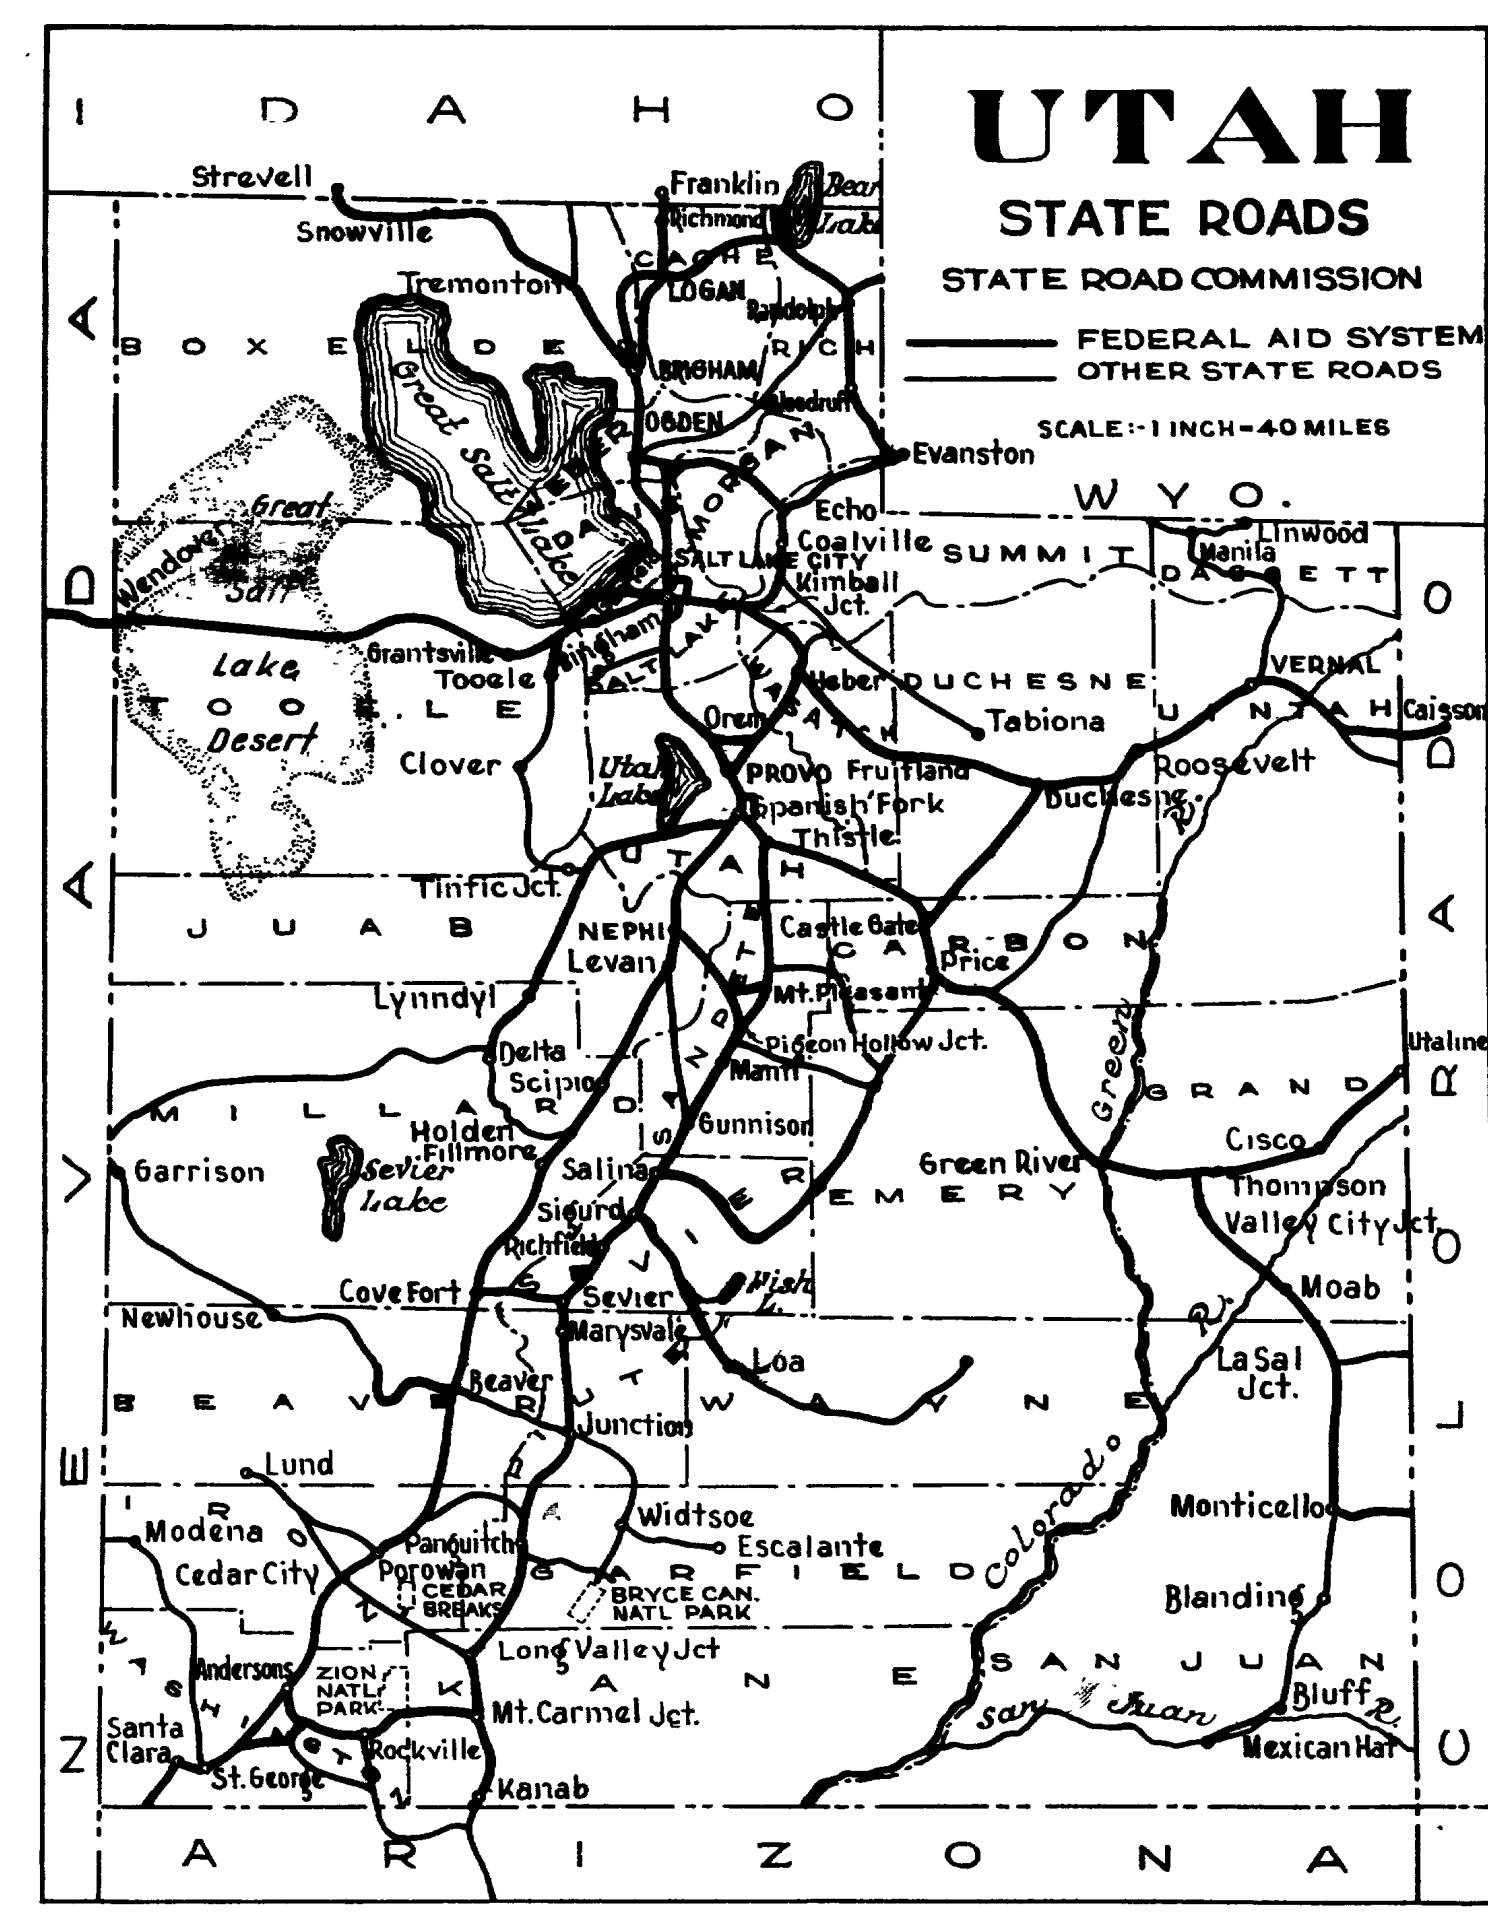 IDAHO
UTAH
STATE ROADS
STATE ROAD COMMISSION
FEDERAL AID SYSTEM
OTHER STATE ROADS
SCALE:-1 INCH=40 MILES
Strevell
Franklin
Bear
Lake
Richmond
Snowville
CACHE
Tremonton
LOGAN
Randolph
BOX ELDER
RICH
BRIGHAM
Great Salt Lake
Woodruff
OGDEN
WEBER
MORGAN
Evanston
WYO.
Great
Salt
Lake
Desert
Wendover
DAVIS
Echo
Coalville
SUMMIT
Linwood
Manila
DAGGETT
SALT LAKE CITY
Kimball
Jct.
Grantsville
Bingham
Tooele
SALT LAKE
WASATCH
Heber
DUCHESNE
VERNAL
TOOELE
Orem
Tabiona
UINTAH
Caisson
Clover
Utah
Lake
PROVO
Fruitland
Roosevelt
Spanish Fork
Duchesne
R.
Thistle
UTAH
Tintic Jct.
JUAB
NEPHI
Castle Gate
CARBON
Levan
Price
Lynndyl
Mt. Pleasant
SANPETE
Delta
Pigeon Hollow Jct.
Utaline
Scipio
Manti
Green
GRAND
MILLARD
Gunnison
Holden
Fillmore
Cisco
Garrison
Sevier
Lake
Salina
Green River
EMERY
Thompson
Sigurd
Valley City Jct.
Richfield
SEVIER
Cove Fort
Fish
L.
Moab
R.
Newhouse
Sevier
Marysvale
Loa
La Sal
Jct.
Beaver
BEAVER
WAYNE
Junction
PIUTE
Lund
Colorado
IRON
Widtsoe
Monticello
Modena
Panguitch
Escalante
Cedar City
Porowan
GARFIELD
CEDAR
BREAKS
BRYCE CAN.
NATL PARK
Blanding
Long Valley Jct
SAN JUAN
Andersons
ZION
NATL
PARK
KANE
WASHINGTON
Mt. Carmel Jct.
San Juan R.
Bluff
Santa
Clara
Rockville
Mexican Hat
St. George
Kanab
ARIZONA
NEVADA
COLORADO